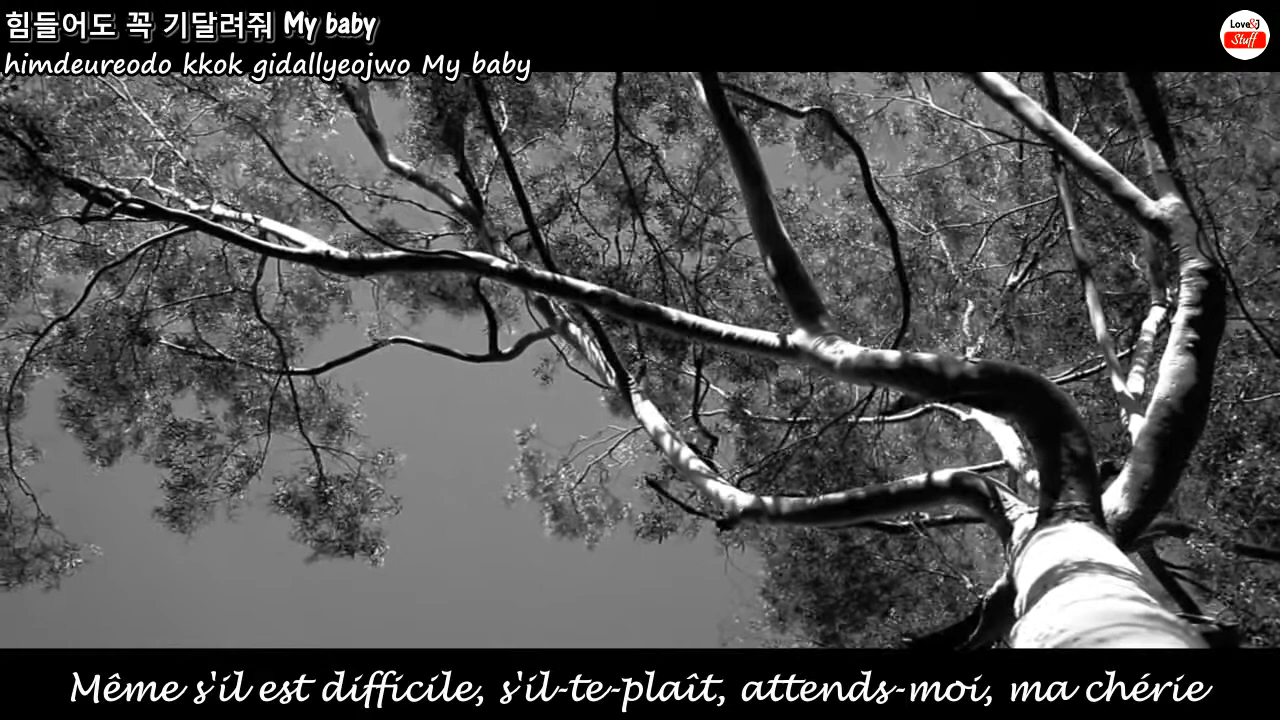 힘들어도 꼭 기달려줘 My baby
himdeureodo kkok gidallyeojwo My baby
Love&J
Stuff
Même s'il est difficile, s'il-te-plaît, attends-moi, ma chérie